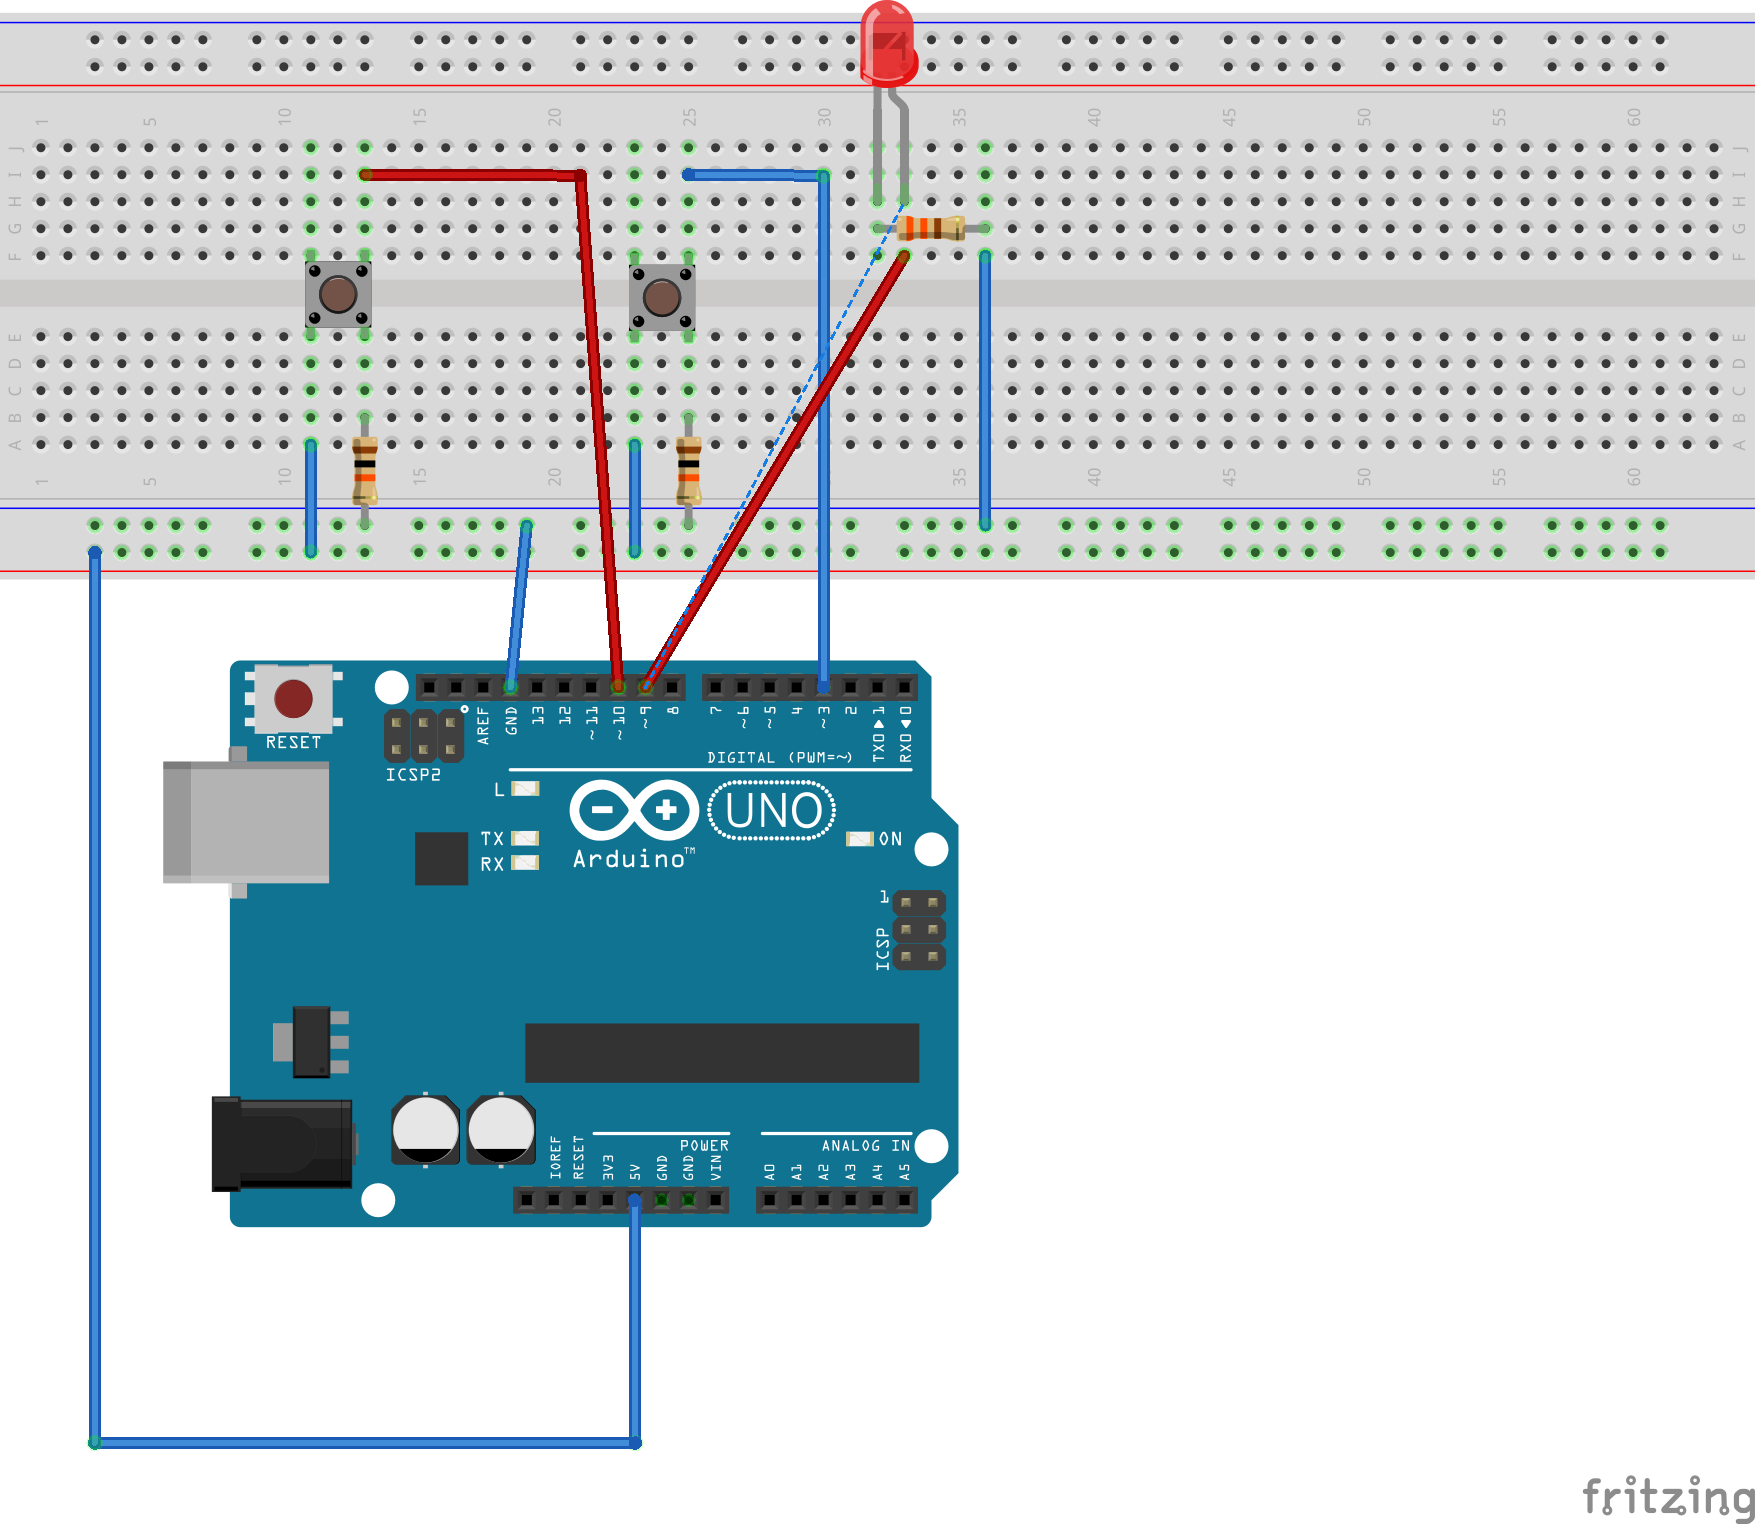 1 5 10 15 20 25 30 35 40 45 50 55 60
J J
I I
H H
G G
F F
E E
D D
C C
B B
A A
1 5 10 15 20 25 35 40 45 50 55 60
RESET
ICSP2
AREF GND 13 12 ~11 ~10 ~9 8 7 ~6 ~5 4 ~3 2 TX0▶1 RX0◀0
DIGITAL (PWM=~)
L
TX
RX
UNO
Arduino™
ON
1
ICSP
POWER
ANALOG IN
IOREF RESET 3V3 5V GND GND VIN A0 A1 A2 A3 A4 A5
fritzing